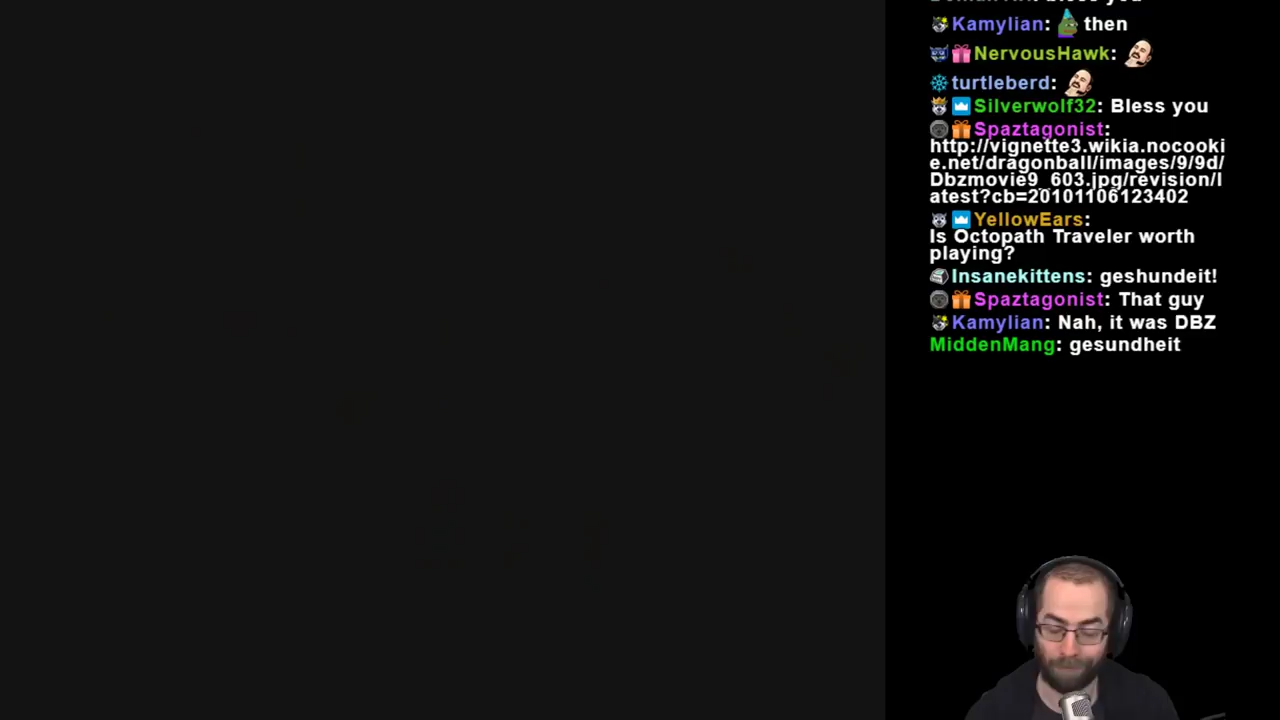 Kamylian: then
NervousHawk:
turtleberd:
Silverwolf32: Bless you
Spaztagonist:
http://vignette3.wikia.nocooki
e.net/dragonball/images/9/9d/
Dbzmovie9_603.jpg/revision/l
atest?cb=20101106123402
YellowEars:
Is Octopath Traveler worth
playing?
Insanekittens: geshundeit!
Spaztagonist: That guy
Kamylian: Nah, it was DBZ
MiddenMang: gesundheit